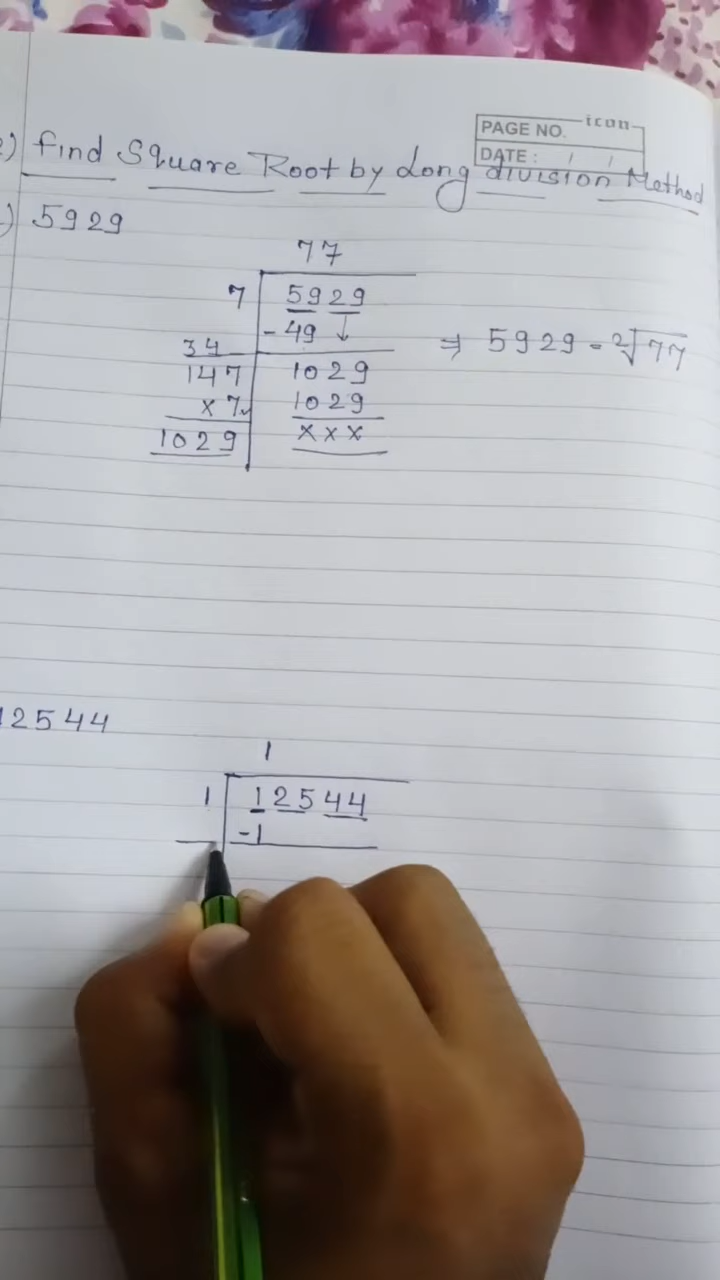 icon
PAGE NO.
DATE : / /
) find Square Root by Long division Method
) 5929
77
7 5929
-49 ↓
34
147 1029
x 7 1029
1029 x x x
⇒ 5929 = 2√77
12544
1
1 12544
-1